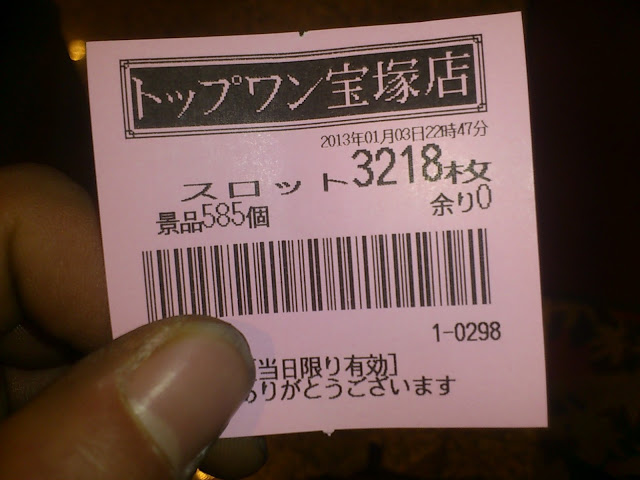 トップワン宝塚店
2013年01月03日22時47分
スロット3218枚
景品585個 余り0
1-0298
当日限り有効]
りがとうございます